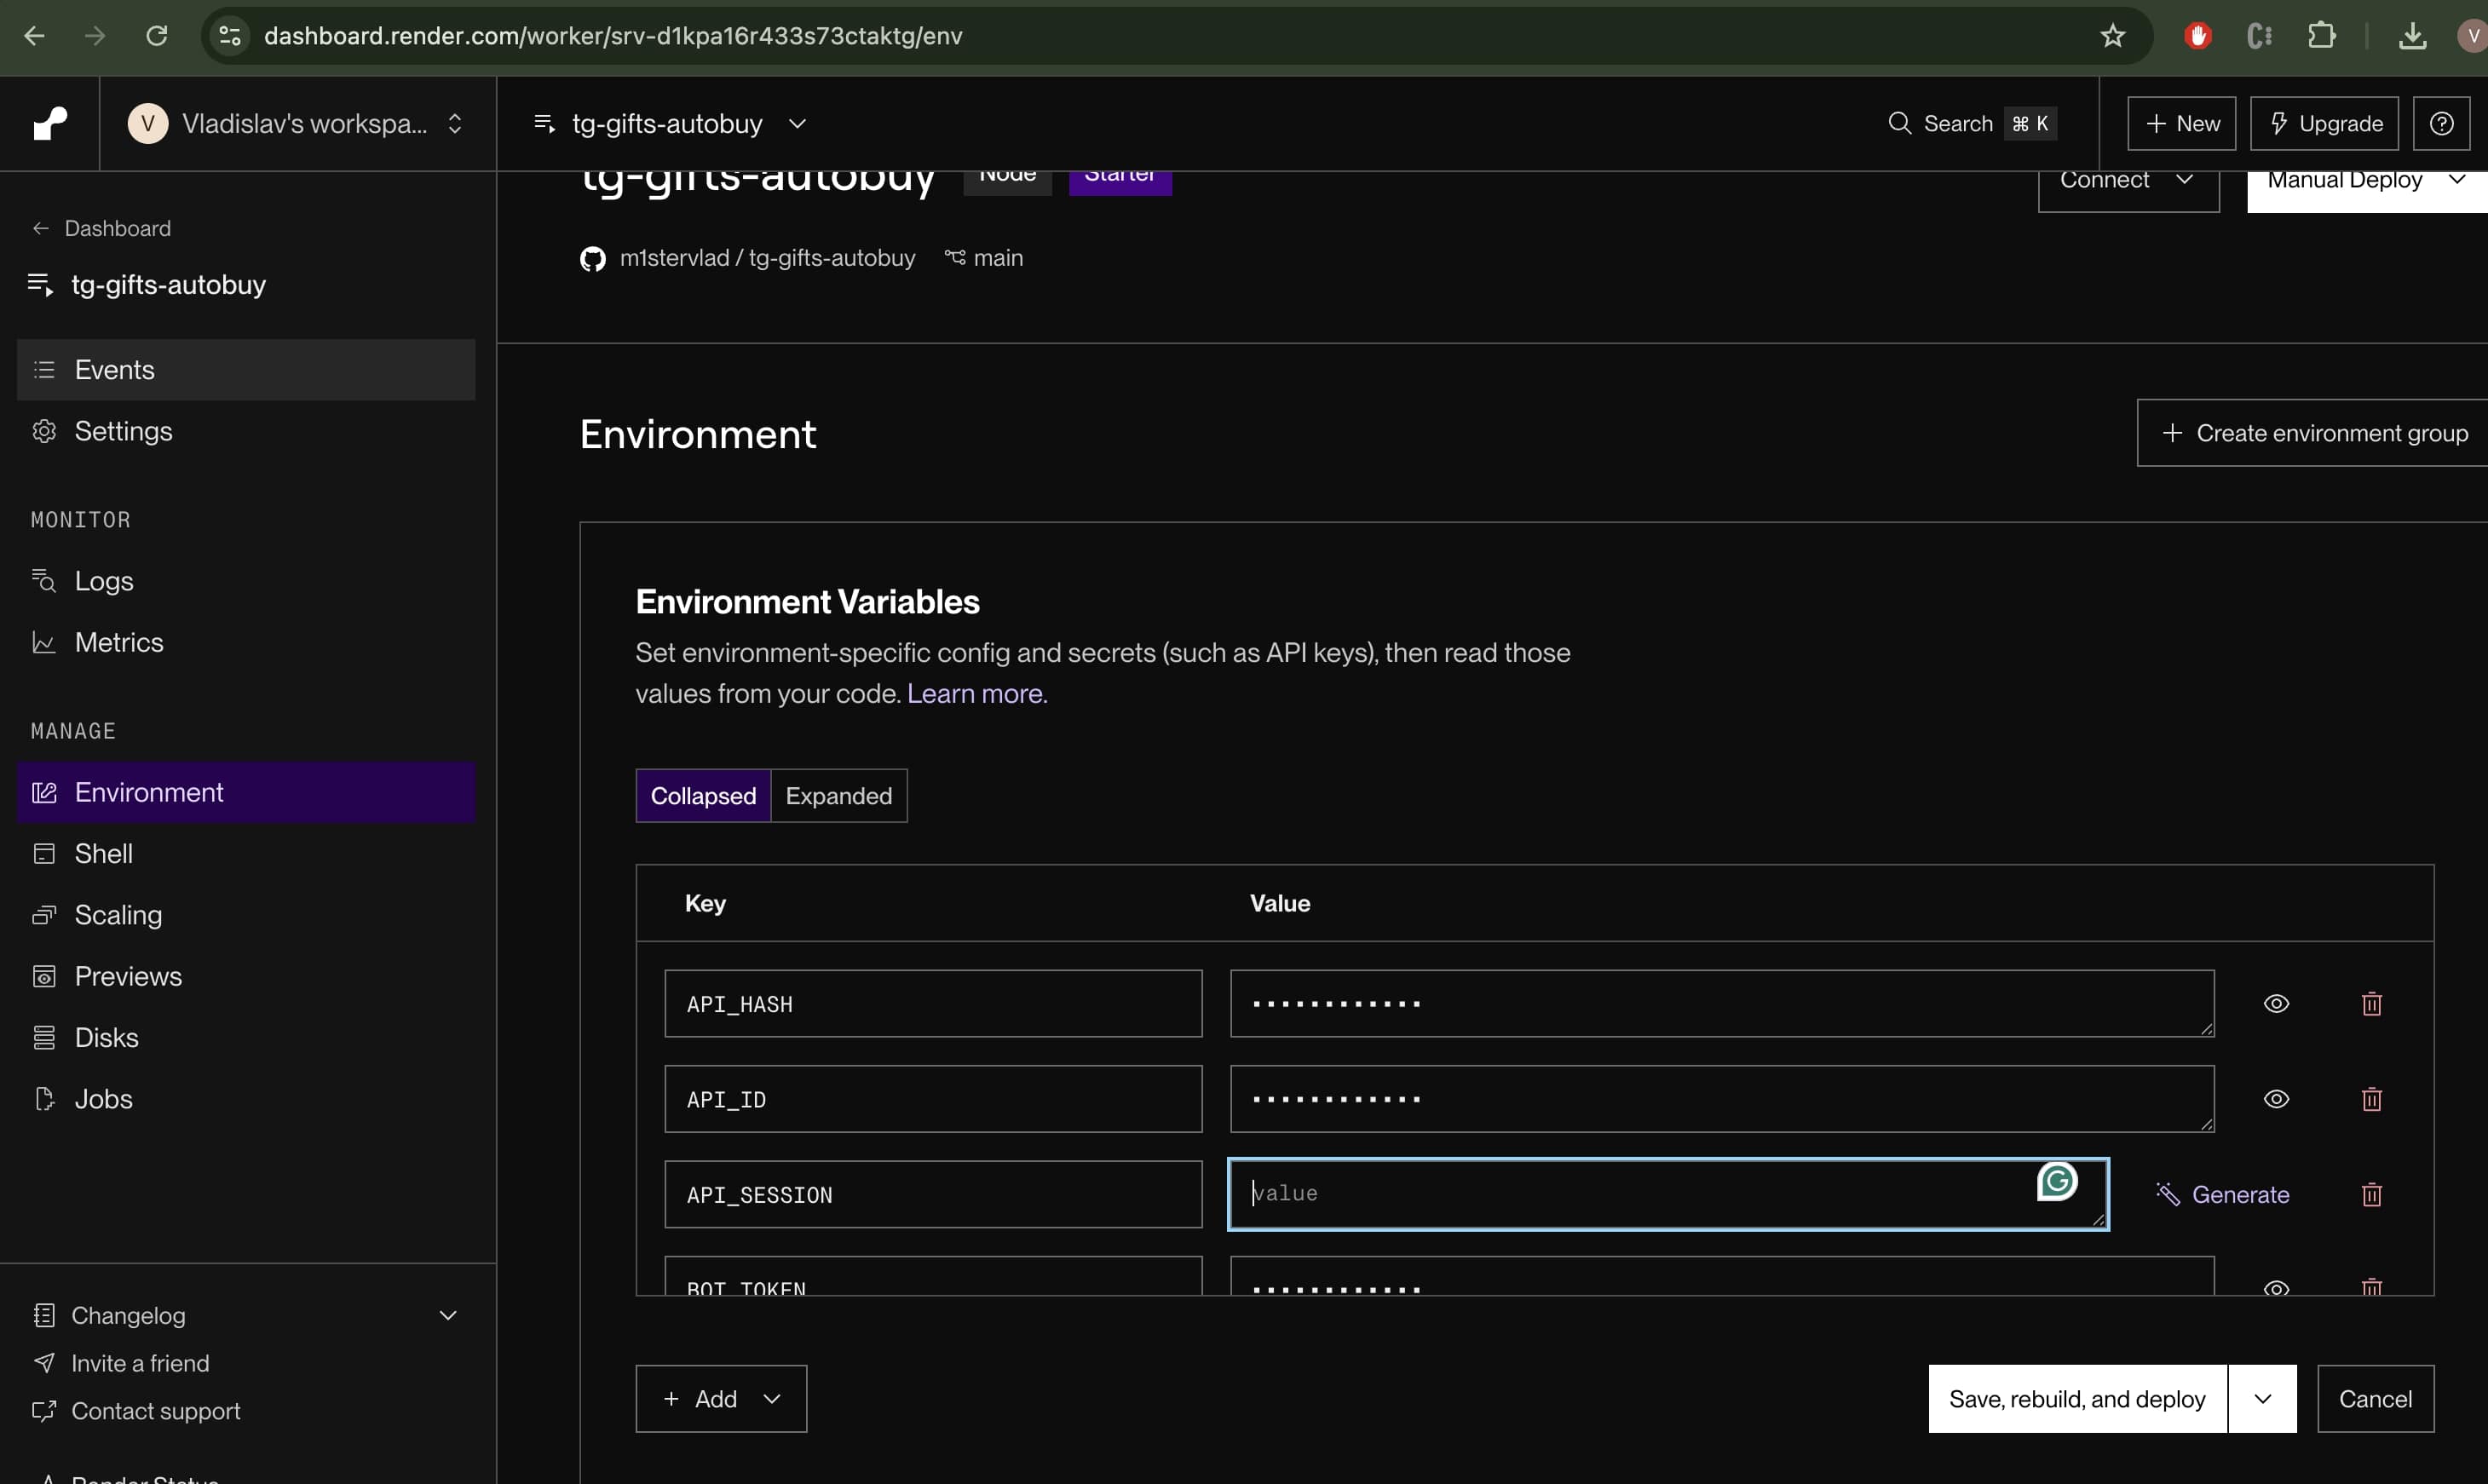 dashboard.render.com/worker/srv-d1kpa16r433s73ctaktg/env
V
V Vladislav's workspa...
tg-gifts-autobuy
Search ⌘ K
+ New
Upgrade
tg-gifts-autobuy Node Starter
Connect
Manual Deploy
m1stervlad / tg-gifts-autobuy main
← Dashboard
tg-gifts-autobuy
Events
Settings
MONITOR
Logs
Metrics
MANAGE
Environment
Shell
Scaling
Previews
Disks
Jobs
Changelog
Invite a friend
Contact support
Render Status
Environment
+ Create environment group
Environment Variables
Set environment-specific config and secrets (such as API keys), then read those
values from your code. Learn more.
Collapsed Expanded
Key Value
API_HASH
API_ID
API_SESSION value Generate
BOT_TOKEN
+ Add
Save, rebuild, and deploy
Cancel